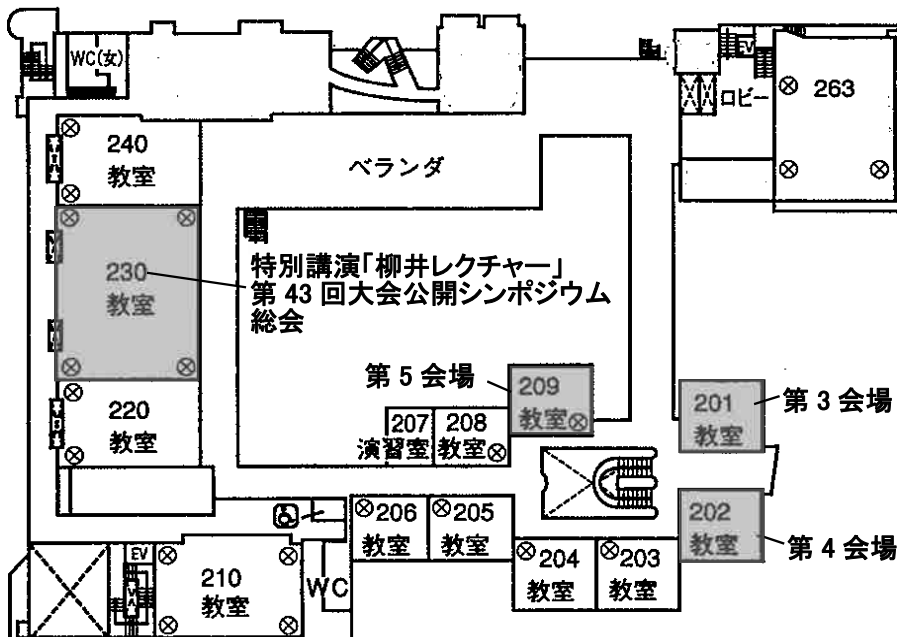 WC(女)
EV
ロビー
263
240
教室
ベランダ
230
教室
特別講演「柳井レクチャー」
第 43 回大会公開シンポジウム
総会
第 5 会場
209
教室
201
教室
第 3 会場
220
教室
207
演習室
208
教室
206
教室
205
教室
202
教室
第 4 会場
204
教室
203
教室
EV
210
教室
WC